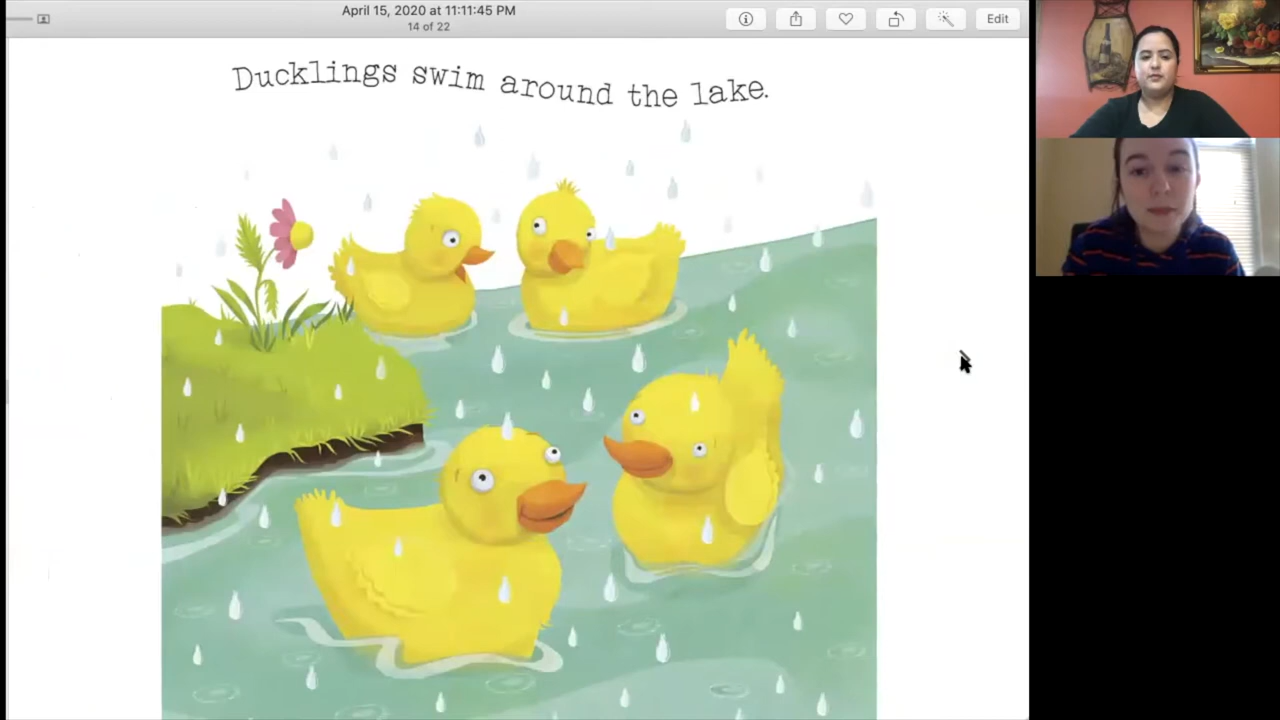 April 15, 2020 at 11:11:45 PM
14 of 22
Edit
Ducklings swim around the lake.